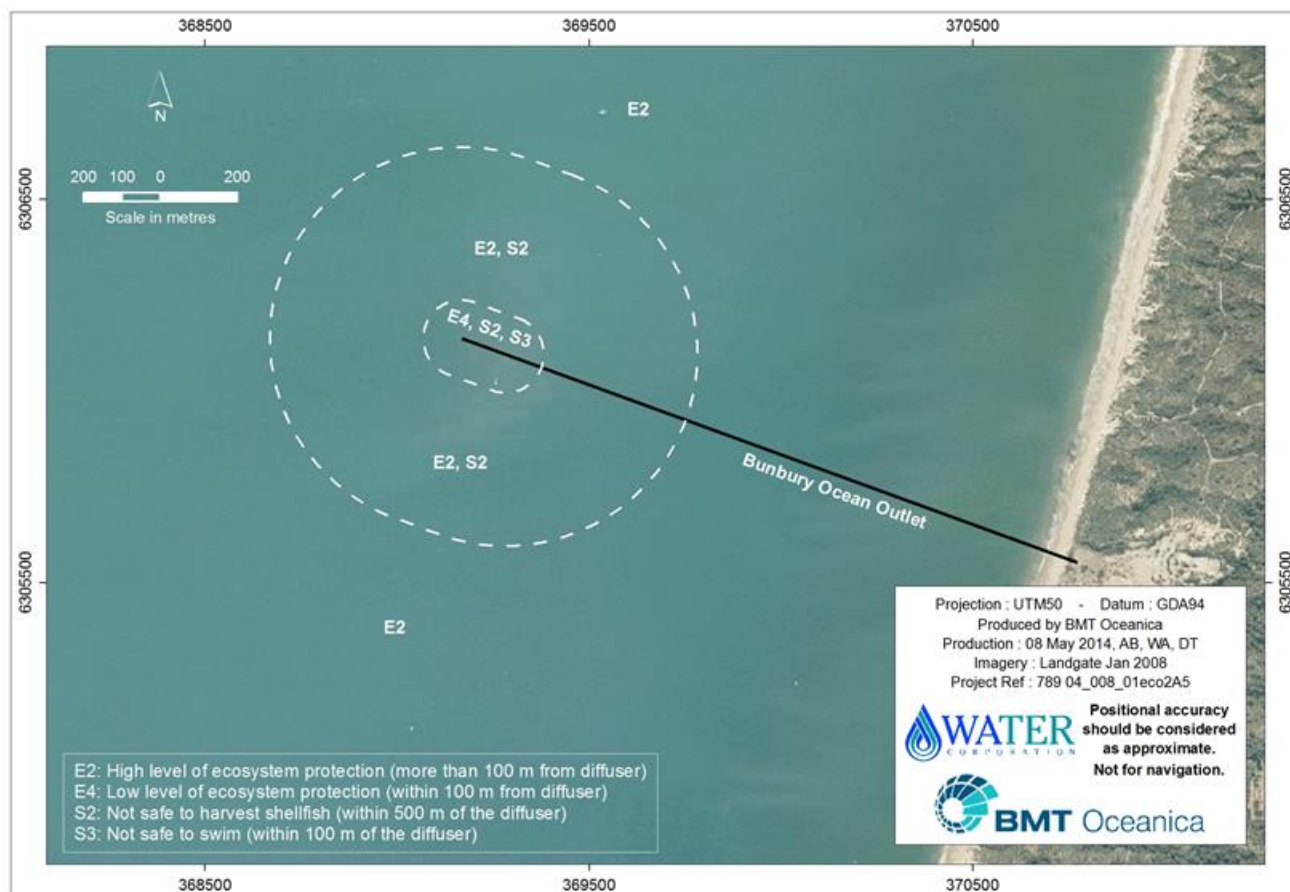 368500 369500 370500
N
E2
200 100 0 200
Scale in metres
6306500 6306500
E2, S2
E4, S2, S3
E2, S2
Bunbury Ocean Outlet
6305500 6305500
E2
Projection : UTM50 - Datum : GDA94
Produced by BMT Oceanica
Production : 08 May 2014, AB, WA, DT
Imagery : Landgate Jan 2008
Project Ref : 789 04_008_01eco2A5
WATER
CORPORATION
Positional accuracy
should be considered
as approximate.
Not for navigation.
BMT Oceanica
E2: High level of ecosystem protection (more than 100 m from diffuser)
E4: Low level of ecosystem protection (within 100 m from diffuser)
S2: Not safe to harvest shellfish (within 500 m of the diffuser)
S3: Not safe to swim (within 100 m of the diffuser)
368500 369500 370500